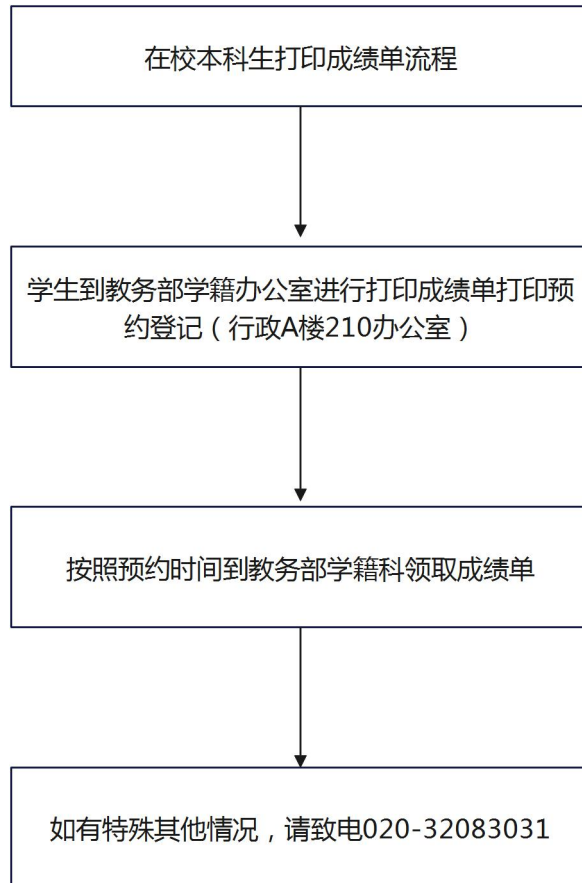 在校本科生打印成绩单流程
学生到教务部学籍办公室进行打印成绩单打印预
约登记（行政A楼210办公室）
按照预约时间到教务部学籍科领取成绩单
如有特殊其他情况，请致电020-32083031